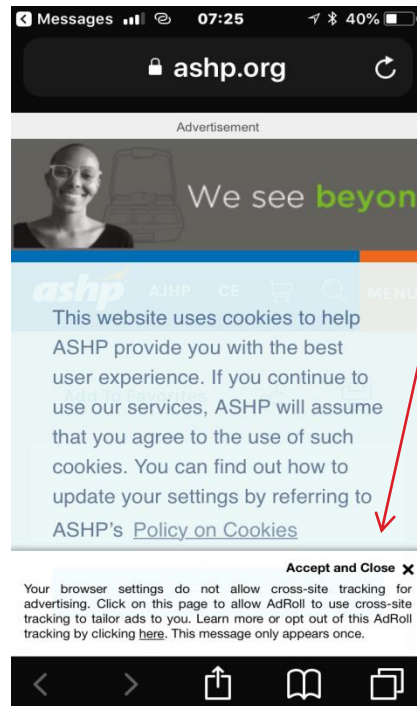 Messages 07:25 40%
ashp.org
Advertisement
We see beyon
ashp AJHP CE MENU
This website uses cookies to help
ASHP provide you with the best
user experience. If you continue to
Add To Favorites
use our services, ASHP will assume
that you agree to the use of such
cookies. You can find out how to
update your settings by referring to
ASHP's Policy on Cookies
Accept and Close X
Your browser settings do not allow cross-site tracking for
advertising. Click on this page to allow AdRoll to use cross-site
tracking to tailor ads to you. Learn more or opt out of this AdRoll
tracking by clicking here. This message only appears once.